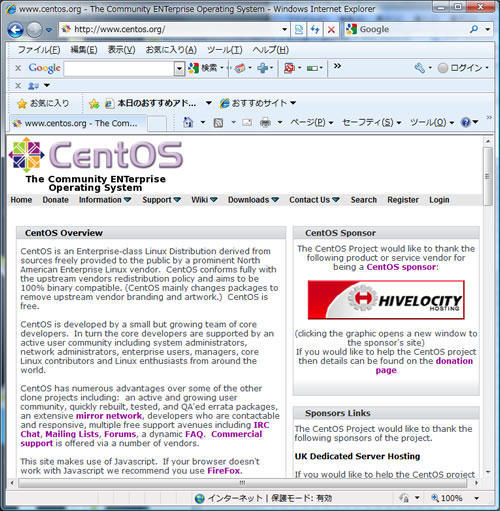 www.centos.org - The Community ENTerprise Operating System - Windows Internet Explorer
http://www.centos.org/
Google
ファイル(F) 編集(E) 表示(V) お気に入り(A) ツール(T) ヘルプ(H)
Google 検索 ログイン
お気に入り 本日のおすすめアド... おすすめサイト
www.centos.org - The Com... ページ(P) セーフティ(S) ツール(O)
CentOS
The Community ENTerprise
Operating System
Home Donate Information Support Wiki Downloads Contact Us Search Register Login
CentOS Overview
CentOS is an Enterprise-class Linux Distribution derived from
sources freely provided to the public by a prominent North
American Enterprise Linux vendor. CentOS conforms fully with
the upstream vendors redistribution policy and aims to be
100% binary compatible. (CentOS mainly changes packages to
remove upstream vendor branding and artwork.) CentOS is
free.
CentOS is developed by a small but growing team of core
developers. In turn the core developers are supported by an
active user community including system administrators,
network administrators, enterprise users, managers, core
Linux contributors and Linux enthusiasts from around the
world.
CentOS has numerous advantages over some of the other
clone projects including: an active and growing user
community, quickly rebuilt, tested, and QA'ed errata packages,
an extensive mirror network, developers who are contactable
and responsive, multiple free support avenues including IRC
Chat, Mailing Lists, Forums, a dynamic FAQ. Commercial
support is offered via a number of vendors.
This site makes use of Javascript. If your browser doesn't
work with Javascript we recommend you use FireFox.
CentOS Sponsor
The CentOS Project would like to thank the
following product or service vendor for
being a CentOS sponsor:
HIVELOCITY
HOSTING
(clicking the graphic opens a new window to
the sponsor's site)
If you would like to help the CentOS project
then details can be found on the donation
page
Sponsors Links
The CentOS Project would like to thank the
following sponsors of the project.
UK Dedicated Server Hosting
If you would like to help the CentOS project
インターネット | 保護モード: 有効 100%